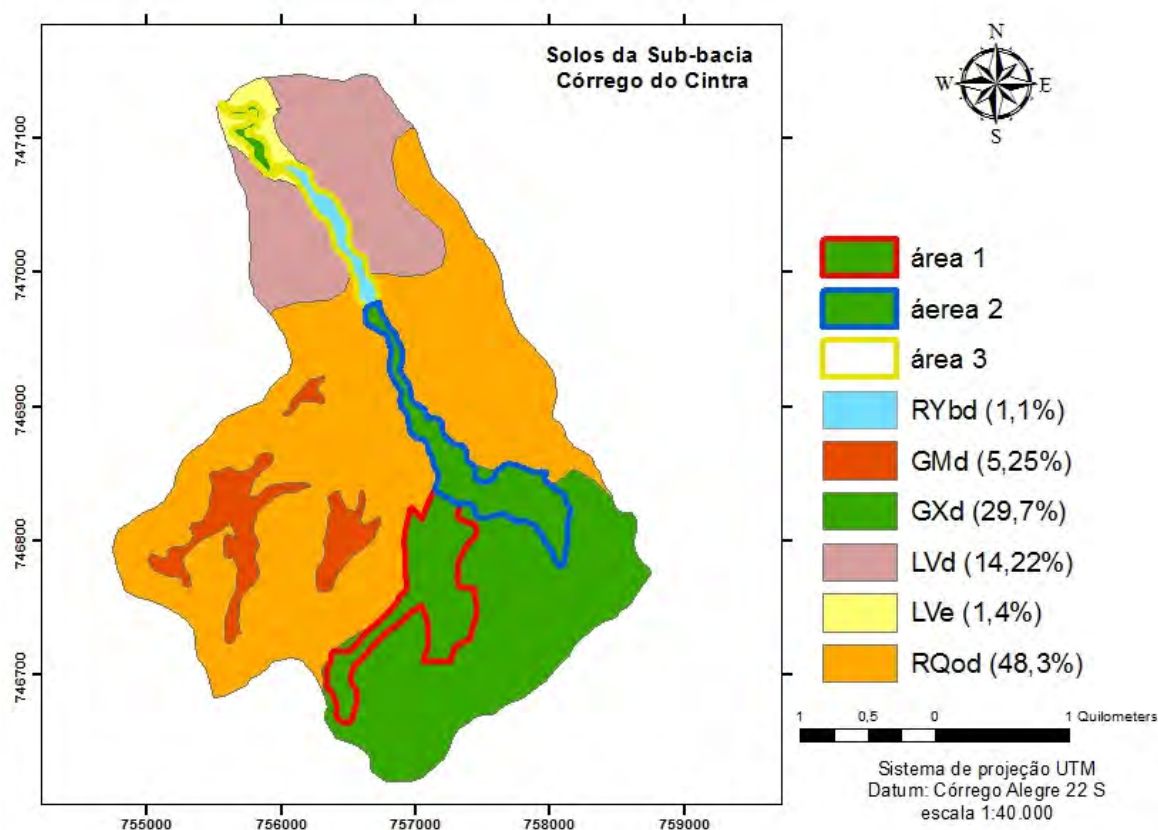 Solos da Sub-bacia
Córrego do Cintra
N
W
E
S
747100
747000
746900
746800
746700
755000
756000
757000
758000
759000
área 1
áerea 2
área 3
RYbd (1,1%)
GMd (5,25%)
GXd (29,7%)
LVd (14,22%)
LVe (1,4%)
RQod (48,3%)
1 0,5 0 1 Quilometers
Sistema de projeção UTM
Datum: Córrego Alegre 22 S
escala 1:40.000